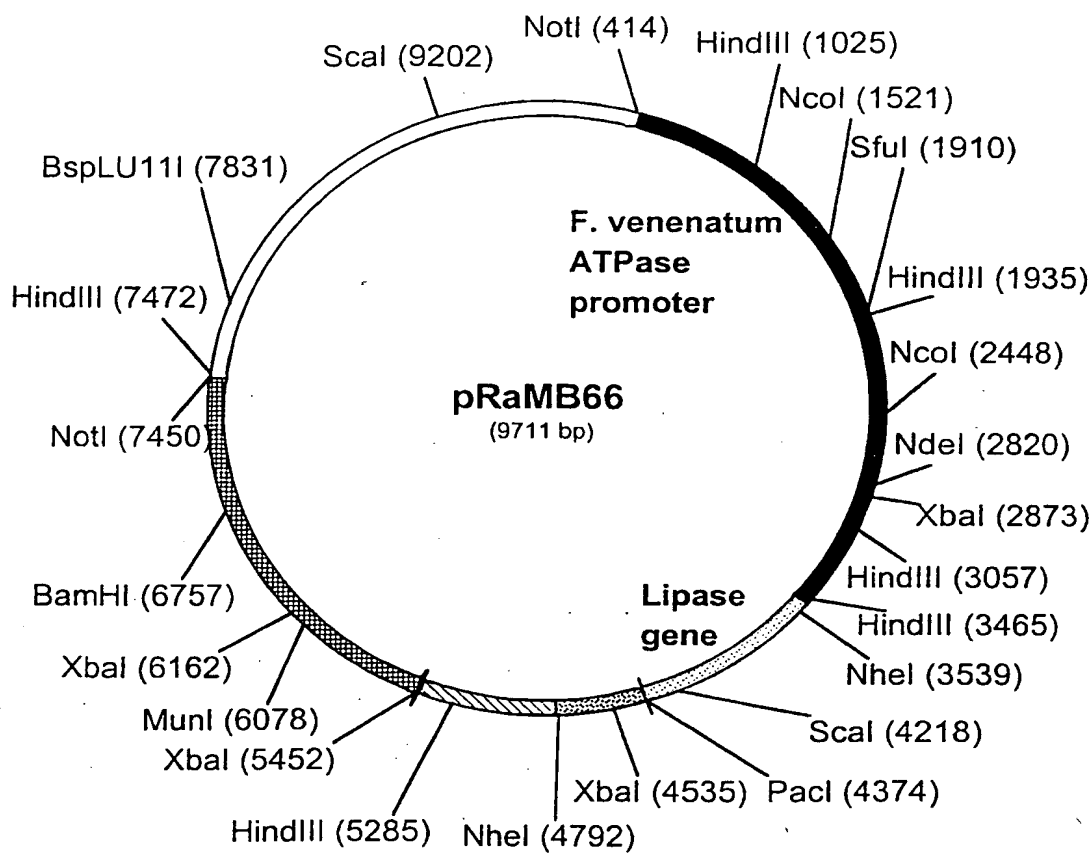 NotI (414)
HindIII (1025)
ScaI (9202)
NcoI (1521)
SfuI (1910)
BspLU11I (7831)
F. venenatum
ATPase
promoter
HindIII (1935)
HindIII (7472)
NcoI (2448)
pRaMB66
(9711 bp)
NotI (7450)
NdeI (2820)
XbaI (2873)
HindIII (3057)
BamHI (6757)
Lipase
gene
HindIII (3465)
XbaI (6162)
NheI (3539)
MunI (6078)
ScaI (4218)
XbaI (5452)
XbaI (4535)
PacI (4374)
HindIII (5285)
NheI (4792)